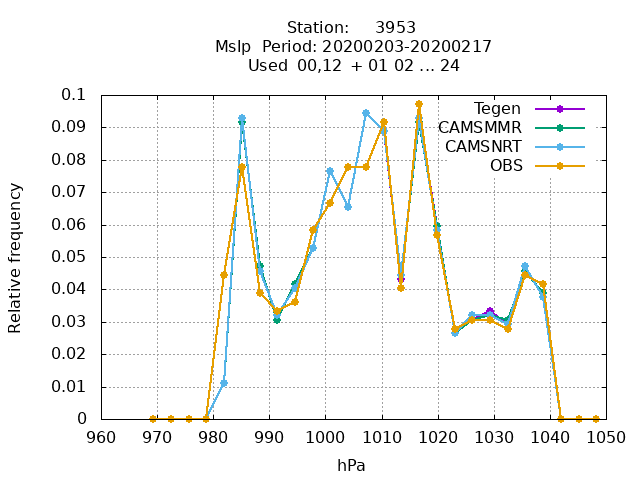 Station: 3953
Mslp Period: 20200203-20200217
Used 00,12 + 01 02 ... 24
0.1
0.09
0.08
0.07
0.06
0.05
0.04
0.03
0.02
0.01
0
Relative frequency
Tegen
CAMSMMR
CAMSNRT
OBS
960 970 980 990 1000 1010 1020 1030 1040 1050
hPa